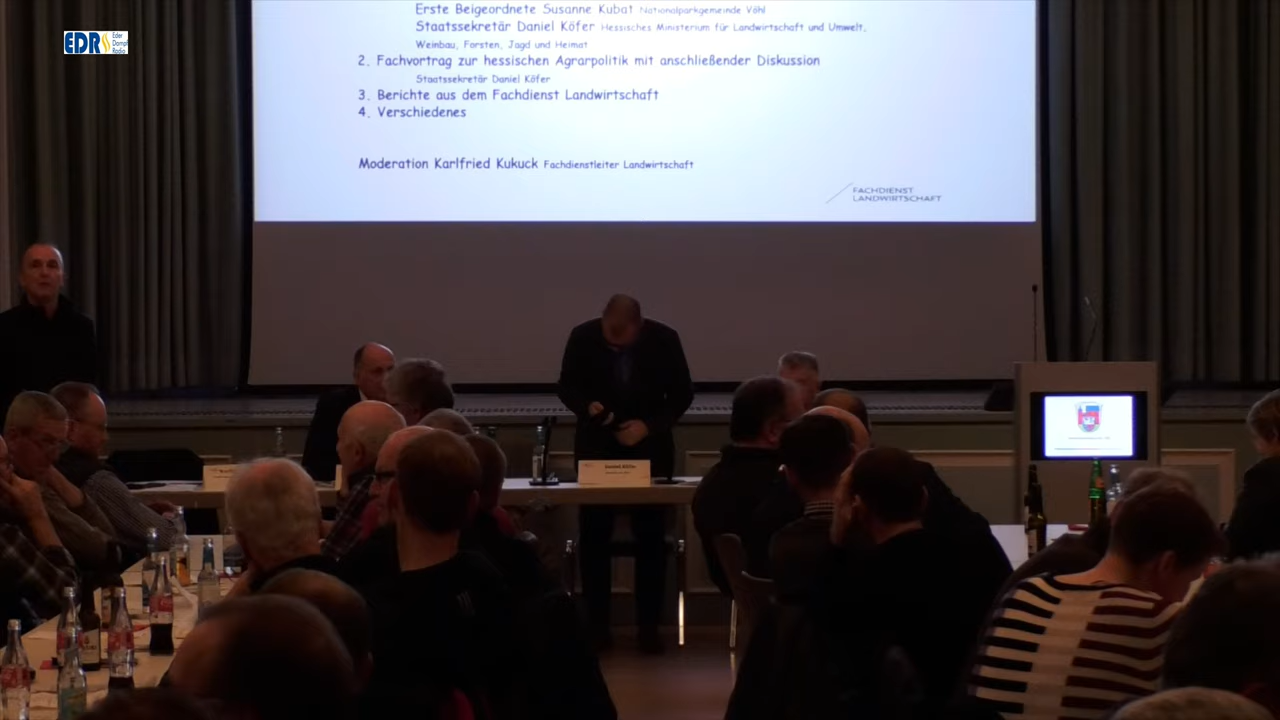 EDR Eder Dampf Radio
Erste Beigeordnete Susanne Kubat Nationalparkgemeinde Vöhl
Staatssekretär Daniel Köfer Hessisches Ministerium für Landwirtschaft und Umwelt,
Weinbau, Forsten, Jagd und Heimat
2. Fachvortrag zur hessischen Agrarpolitik mit anschließender Diskussion
Staatssekretär Daniel Köfer
3. Berichte aus dem Fachdienst Landwirtschaft
4. Verschiedenes
Moderation Karlfried Kukuck Fachdienstleiter Landwirtschaft
FACHDIENST
LANDWIRTSCHAFT